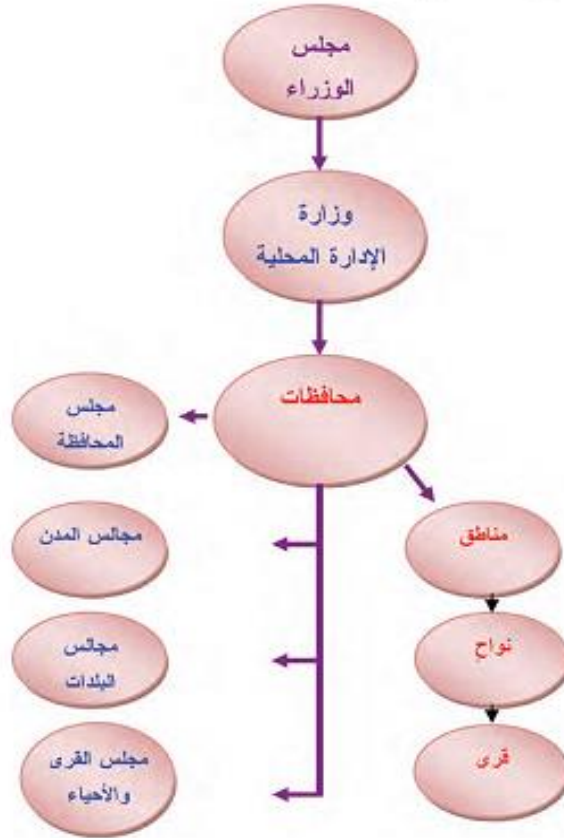 مجلس
الوزراء
وزارة
الإدارة المحلية
محافظات
مجلس
المحافظة
مناطق
مجالس المدن
نواحِ
مجالس
البلدات
قرى
مجلس القرى
والأحياء